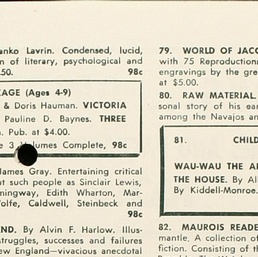 anko Lavrin. Condensed, lucid,
n of literary, psychological and
.50. 98c
AGE (Ages 4-9)
& Doris Hauman. VICTORIA
Pauline D. Baynes. THREE
. Pub. at $4.00.
e 3 Volumes Complete, 98c
ames Gray. Entertaining critical
ut such people as Sinclair Lewis,
mingway, Edith Wharton, Mar-
olfe, Caldwell, Steinbeck and
98c
ND. By Alvin F. Harlow. Illus-
struggles, successes and failures
ew England—vivacious anecdotal
79. WORLD OF JACO
with 75 Reproduction
engravings by the gre
at $5.00.
80. RAW MATERIAL.
sonal story of his ear
among the Navajos an
81. CHILD
WAU-WAU THE A
THE HOUSE. By Al
By Kiddell-Monroe.
82. MAUROIS READE
mantle. A collection of
fiction. Consisting of th